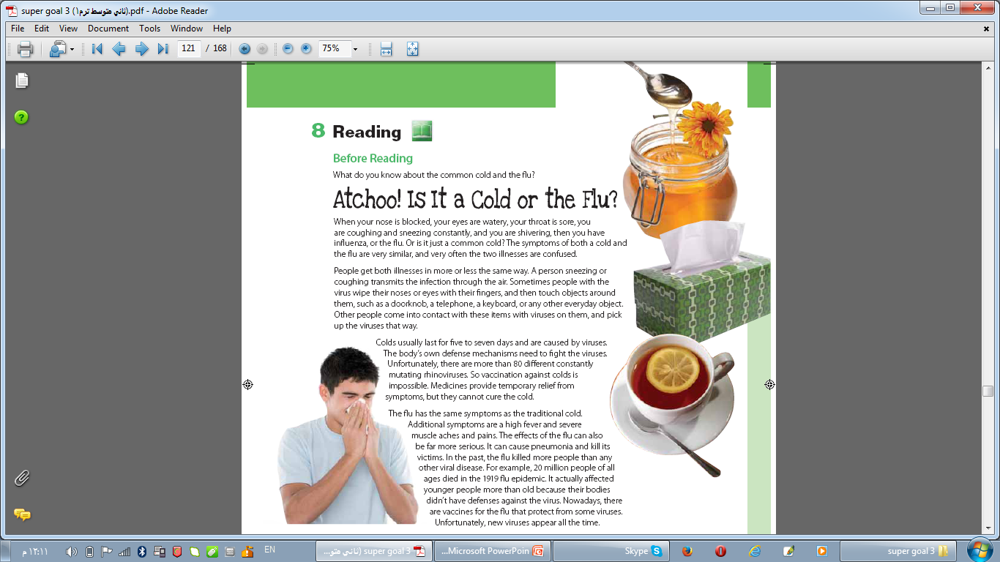 super goal 3 (ثاني متوسط ترم١).pdf - Adobe Reader
File Edit View Document Tools Window Help
121 / 168 75%
8 Reading
Before Reading
What do you know about the common cold and the flu?
Atchoo! Is It a Cold or the Flu?
When your nose is blocked, your eyes are watery, your throat is sore, you
are coughing and sneezing constantly, and you are shivering, then you have
influenza, or the flu. Or is it just a common cold? The symptoms of both a cold and
the flu are very similar, and very often the two illnesses are confused.
People get both illnesses in more or less the same way. A person sneezing or
coughing transmits the infection through the air. Sometimes people with the
virus wipe their noses or eyes with their fingers, and then touch objects around
them, such as a doorknob, a telephone, a keyboard, or any other everyday object.
Other people come into contact with these items with viruses on them, and pick
up the viruses that way.
Colds usually last for five to seven days and are caused by viruses.
The body's own defense mechanisms need to fight the viruses.
Unfortunately, there are more than 80 different constantly
mutating rhinoviruses. So vaccination against colds is
impossible. Medicines provide temporary relief from
symptoms, but they cannot cure the cold.
The flu has the same symptoms as the traditional cold.
Additional symptoms are a high fever and severe
muscle aches and pains. The effects of the flu can also
be far more serious. It can cause pneumonia and kill its
victims. In the past, the flu killed more people than any
other viral disease. For example, 20 million people of all
ages died in the 1919 flu epidemic. It actually affected
younger people more than old because their bodies
didn't have defenses against the virus. Nowadays, there
are vaccines for the flu that protect from some viruses.
Unfortunately, new viruses appear all the time.
١٢:١١ م EN super goal 3 (ثاني متو... Microsoft PowerPoin... Skype super goal 3